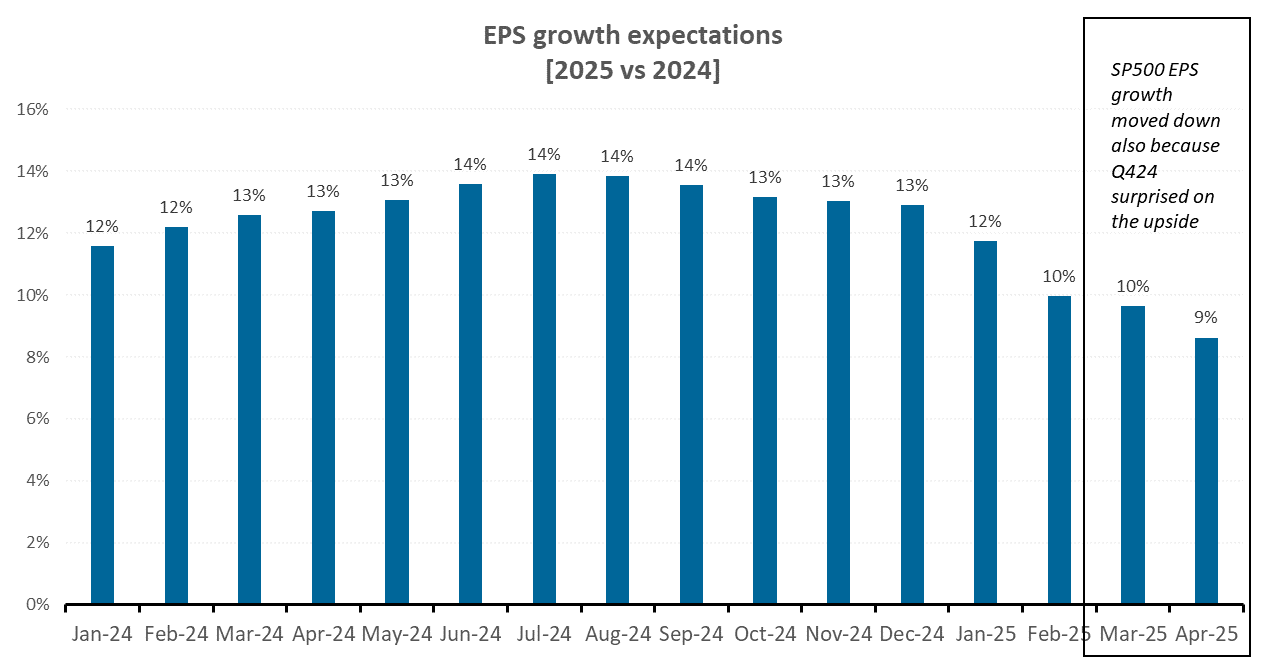 EPS growth expectations
[2025 vs 2024]
SP500 EPS
growth
moved down
also because
Q424
surprised on
the upside
16%
14%
12%
10%
8%
6%
4%
2%
0%
12%
12%
13%
13%
13%
14%
14%
14%
14%
13%
13%
13%
12%
10%
10%
9%
Jan-24 Feb-24 Mar-24 Apr-24 May-24 Jun-24 Jul-24 Aug-24 Sep-24 Oct-24 Nov-24 Dec-24 Jan-25 Feb-25 Mar-25 Apr-25